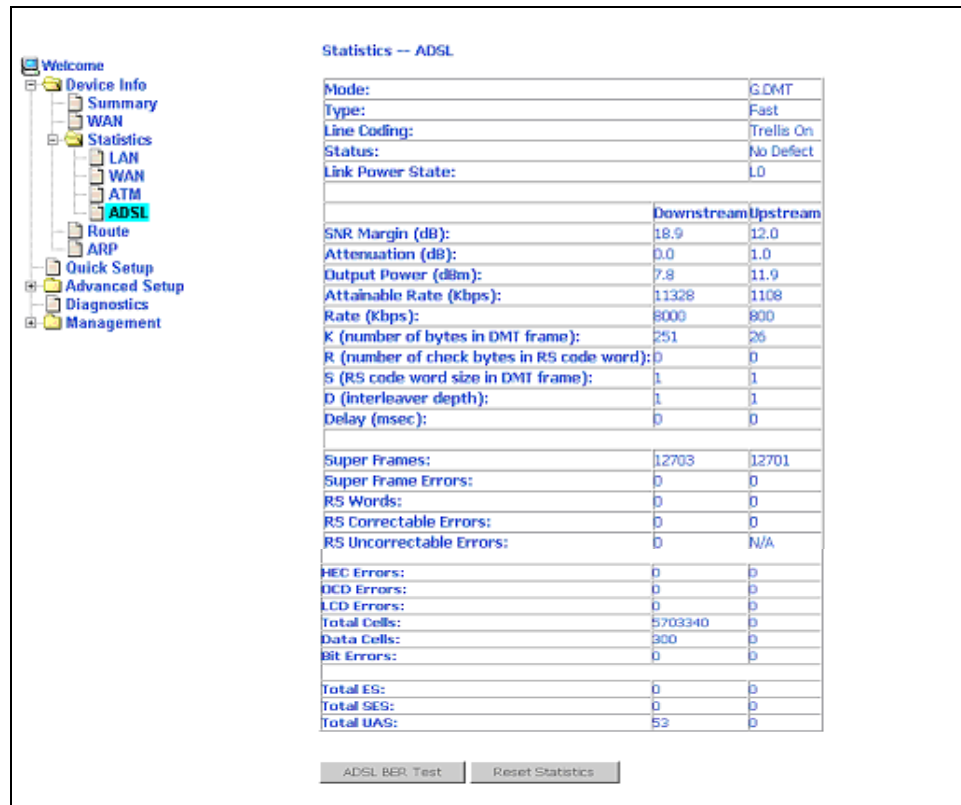 Statistics -- ADSL
Welcome
Device Info
Summary
WAN
Statistics
LAN
WAN
ATM
ADSL
Route
ARP
Quick Setup
Advanced Setup
Diagnostics
Management
Mode: G.DMT
Type: Fast
Line Coding: Trellis On
Status: No Defect
Link Power State: L0
Downstream Upstream
SNR Margin (dB): 18.9 12.0
Attenuation (dB): 0.0 1.0
Output Power (dBm): 7.8 11.9
Attainable Rate (Kbps): 11328 1108
Rate (Kbps): 8000 800
K (number of bytes in DMT frame): 251 26
R (number of check bytes in RS code word): 0 0
S (RS code word size in DMT frame): 1 1
D (interleaver depth): 1 1
Delay (msec): 0 0
Super Frames: 12703 12701
Super Frame Errors: 0 0
RS Words: 0 0
RS Correctable Errors: 0 0
RS Uncorrectable Errors: 0 N/A
HEC Errors: 0 0
OCD Errors: 0 0
LCD Errors: 0 0
Total Cells: 5703340 0
Data Cells: 300 0
Bit Errors: 0 0
Total ES: 0 0
Total SES: 0 0
Total UAS: 53 0
ADSL BER Test Reset Statistics